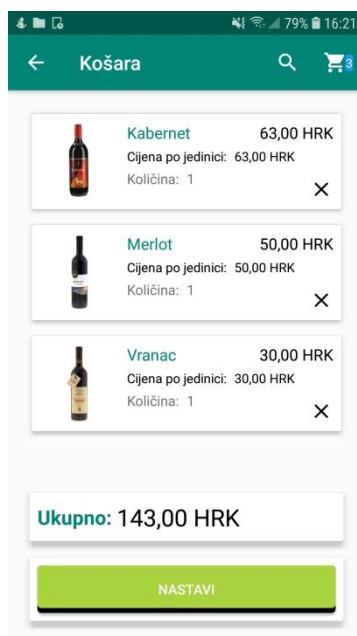 79% 16:21
Košara 3
Kabernet 63,00 HRK
Cijena po jedinici: 63,00 HRK
Količina: 1
Merlot 50,00 HRK
Cijena po jedinici: 50,00 HRK
Količina: 1
Vranac 30,00 HRK
Cijena po jedinici: 30,00 HRK
Količina: 1
Ukupno: 143,00 HRK
NASTAVI